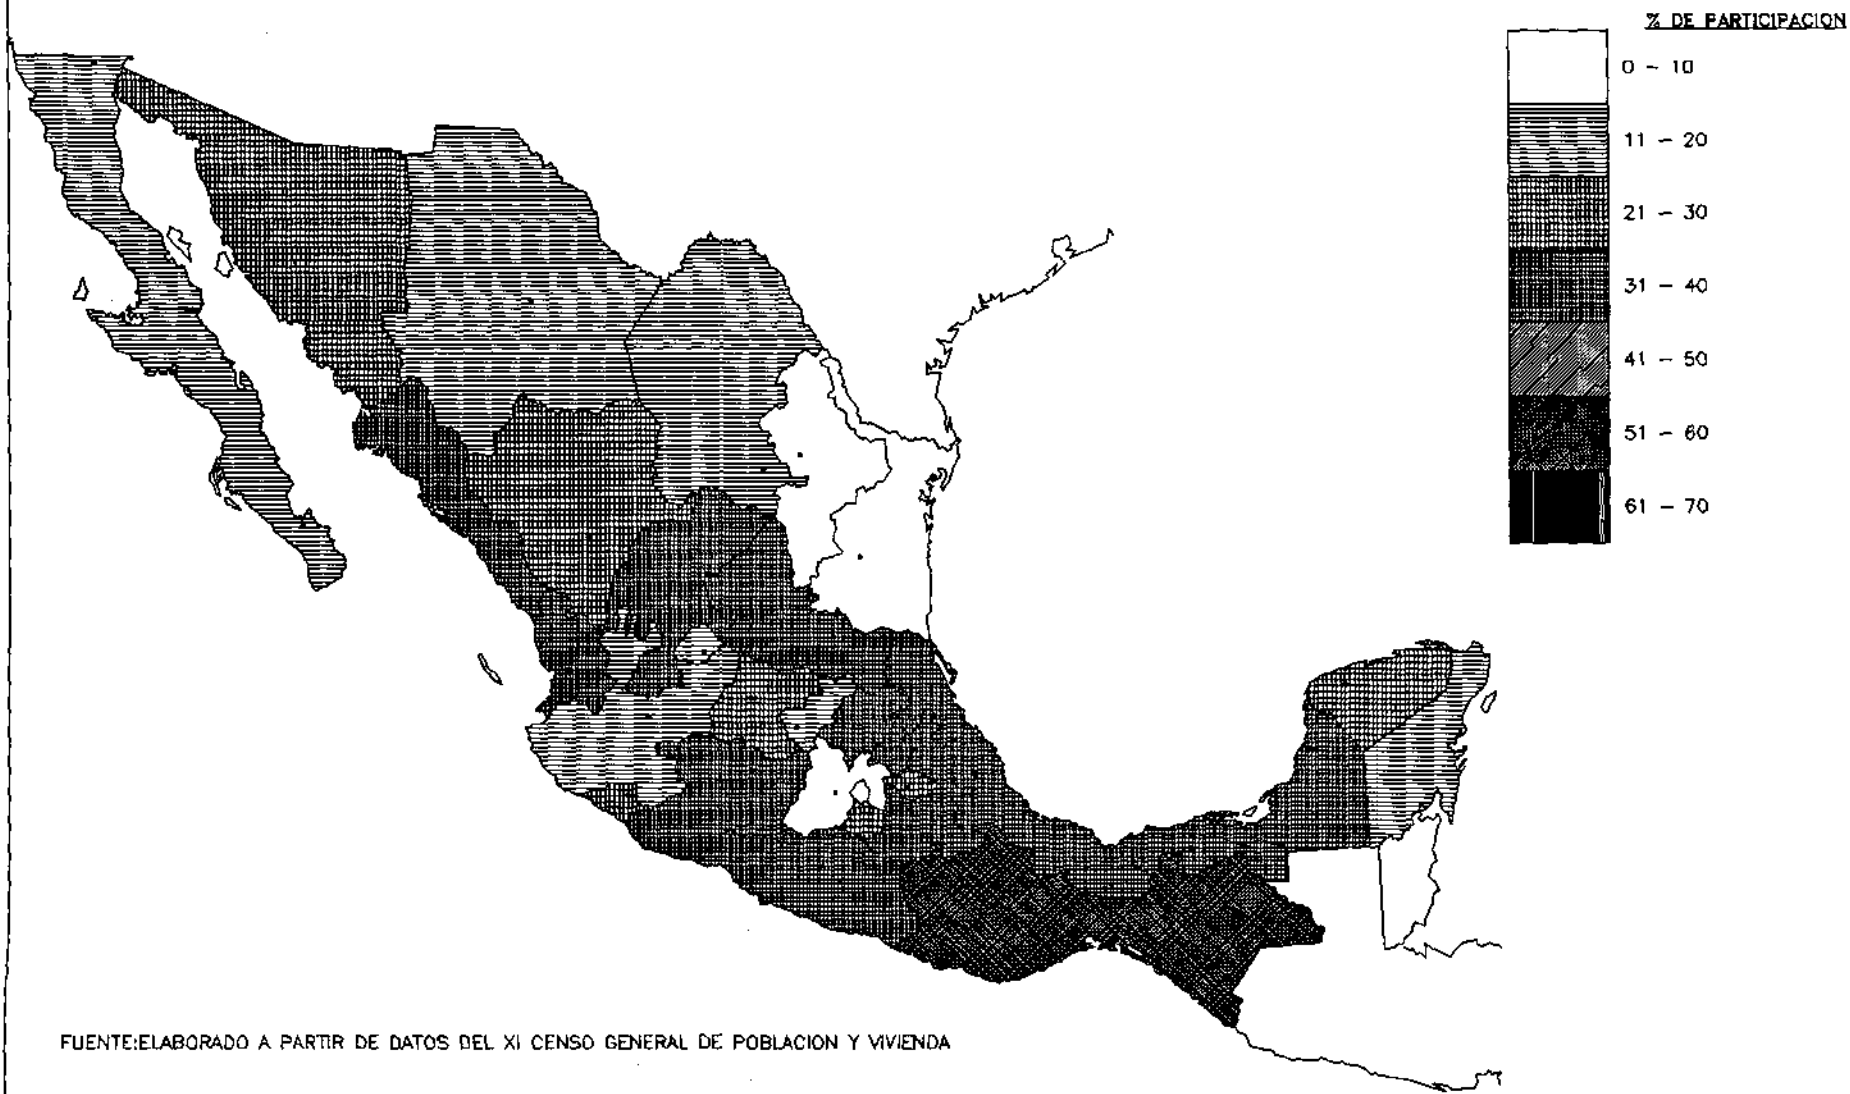 % DE PARTICIPACION
0 - 10
11 - 20
21 - 30
31 - 40
41 - 50
51 - 60
61 - 70
FUENTE:ELABORADO A PARTIR DE DATOS DEL XI CENSO GENERAL DE POBLACION Y VIVIENDA